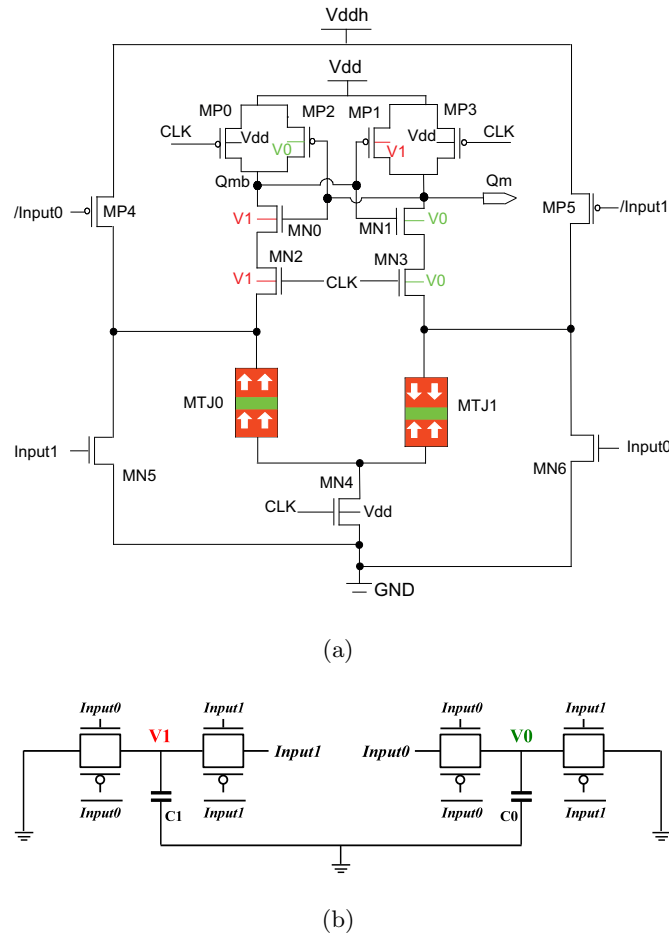 Vddh
Vdd
MP0 MP2 MP1 MP3
CLK Vdd V0 V1 Vdd CLK
Qmb Qm
/Input0 MP4 MP5 /Input1
V1 MN0 MN1 V0
MN2 MN3
V1 CLK V0
MTJ0 MTJ1
Input1 Input0
MN5 MN4 MN6
CLK Vdd
GND
(a)
Input0 Input1 Input0 Input1
V1 V0
Input1 Input0
Input0 C1 Input1 Input0 C0 Input1
(b)